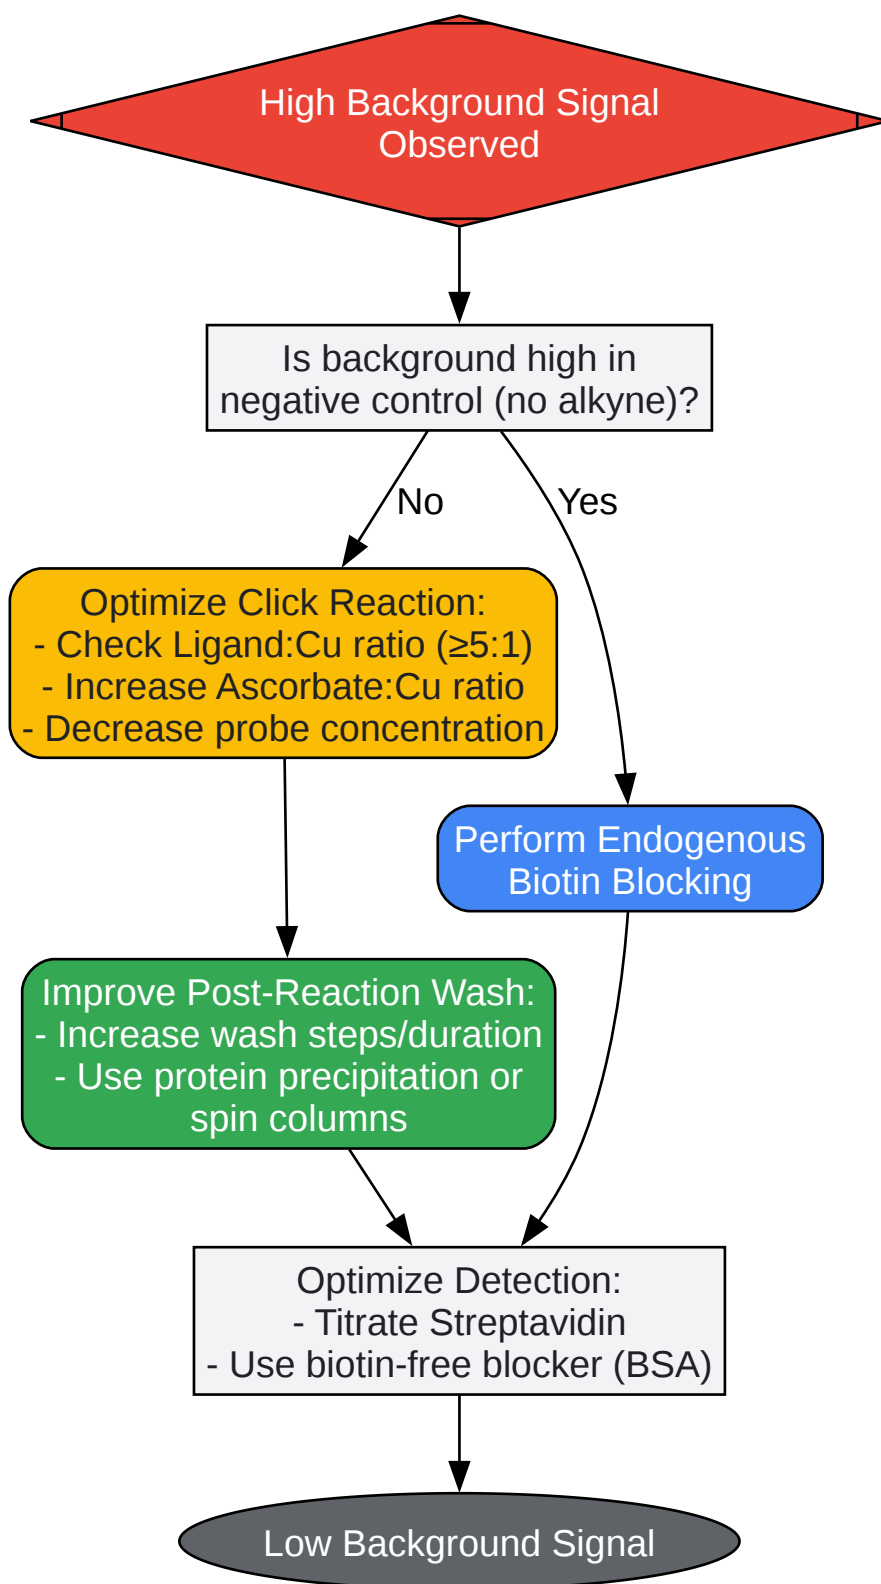 High Background Signal
Observed
Is background high in
negative control (no alkyne)?
No
Yes
Optimize Click Reaction:
- Check Ligand:Cu ratio (≥5:1)
- Increase Ascorbate:Cu ratio
- Decrease probe concentration
Perform Endogenous
Biotin Blocking
Improve Post-Reaction Wash:
- Increase wash steps/duration
- Use protein precipitation or
spin columns
Optimize Detection:
- Titrate Streptavidin
- Use biotin-free blocker (BSA)
Low Background Signal